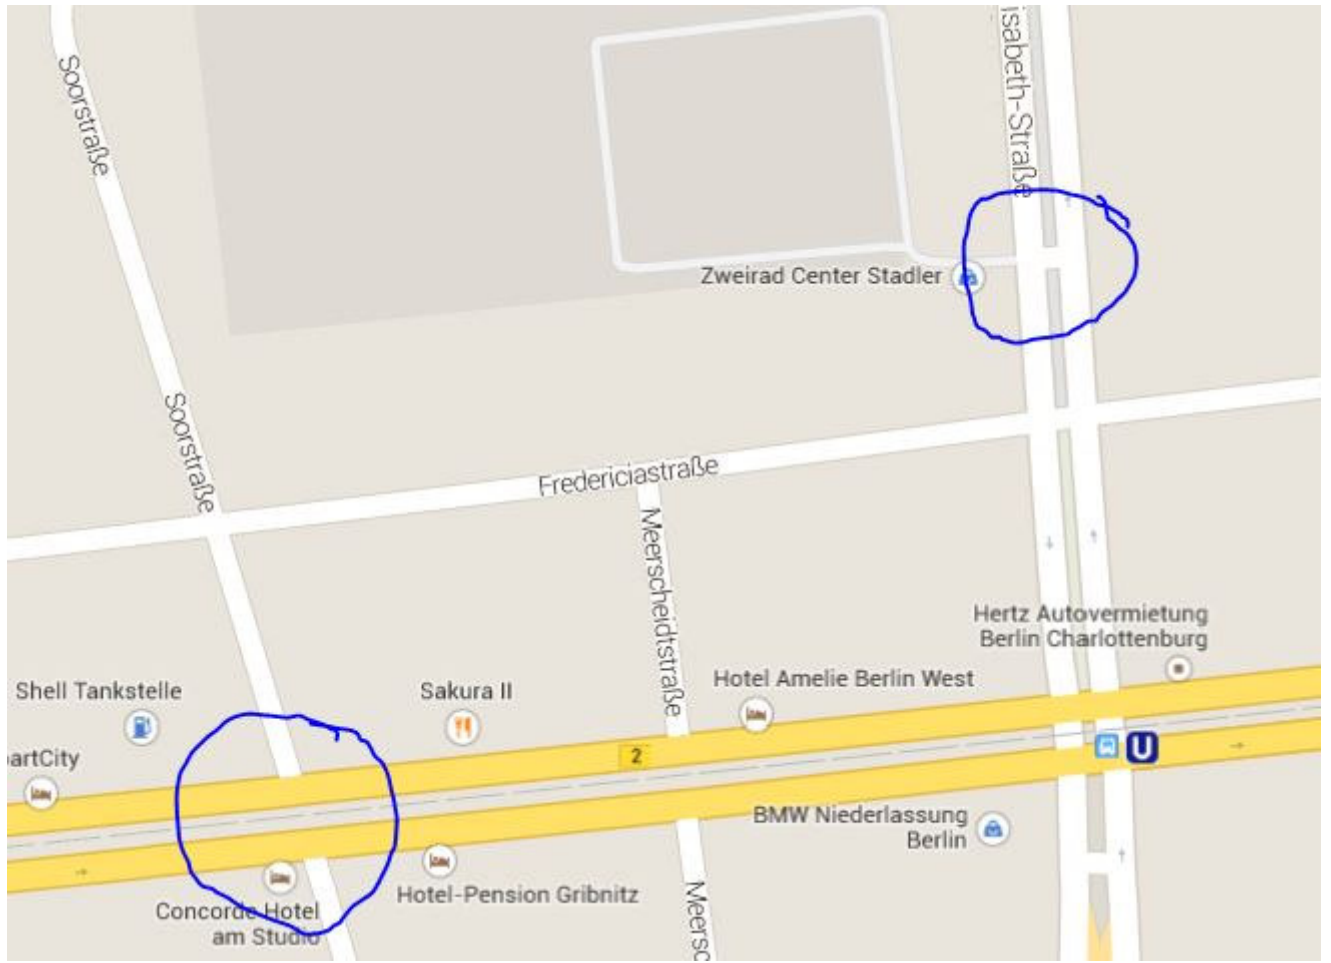 isabeth-Straße
Soorstraße
Zweirad Center Stadler
Soorstraße
Fredericiastraße
Meerscheidtstraße
Hertz Autovermietung
Berlin Charlottenburg
Shell Tankstelle
Sakura II
Hotel Amelie Berlin West
artCity
2
U
BMW Niederlassung
Berlin
Hotel-Pension Gribnitz
Concorde Hotel
am Studio
Meersc